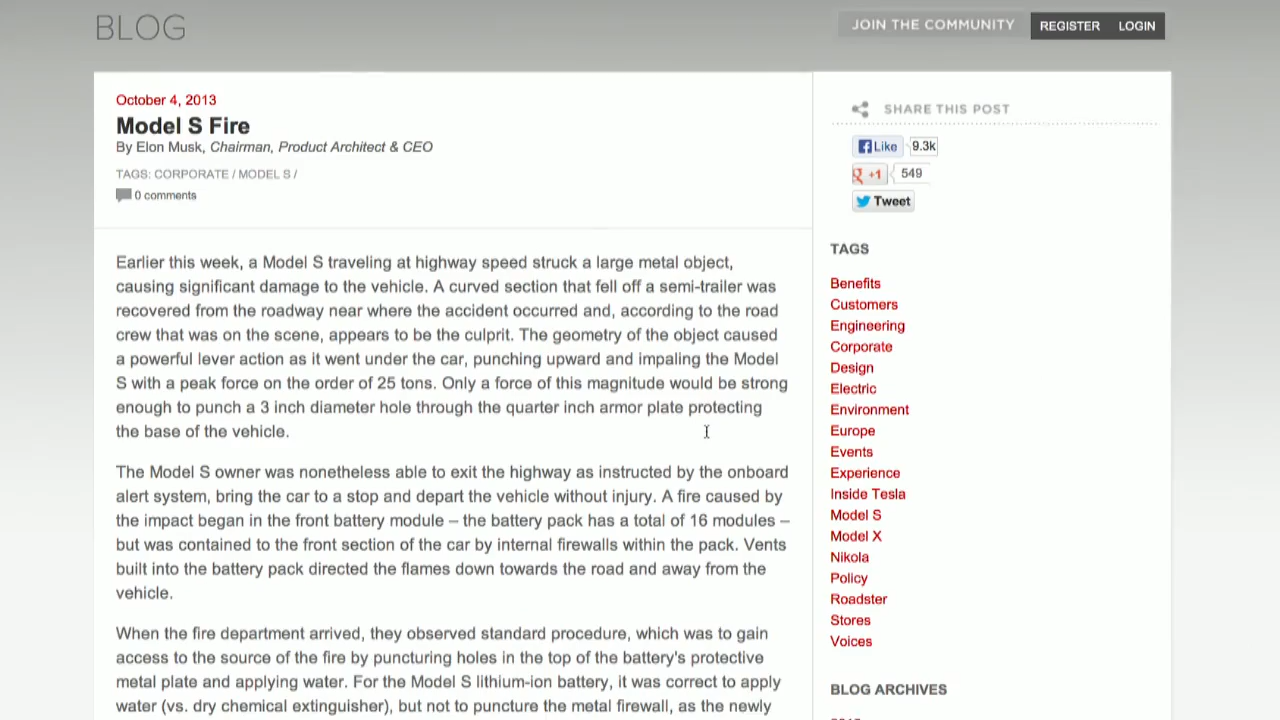 BLOG
JOIN THE COMMUNITY REGISTER LOGIN
October 4, 2013
Model S Fire
By Elon Musk, Chairman, Product Architect & CEO
TAGS: CORPORATE / MODEL S /
0 comments
Earlier this week, a Model S traveling at highway speed struck a large metal object,
causing significant damage to the vehicle. A curved section that fell off a semi-trailer was
recovered from the roadway near where the accident occurred and, according to the road
crew that was on the scene, appears to be the culprit. The geometry of the object caused
a powerful lever action as it went under the car, punching upward and impaling the Model
S with a peak force on the order of 25 tons. Only a force of this magnitude would be strong
enough to punch a 3 inch diameter hole through the quarter inch armor plate protecting
the base of the vehicle.
The Model S owner was nonetheless able to exit the highway as instructed by the onboard
alert system, bring the car to a stop and depart the vehicle without injury. A fire caused by
the impact began in the front battery module – the battery pack has a total of 16 modules –
but was contained to the front section of the car by internal firewalls within the pack. Vents
built into the battery pack directed the flames down towards the road and away from the
vehicle.
When the fire department arrived, they observed standard procedure, which was to gain
access to the source of the fire by puncturing holes in the top of the battery's protective
metal plate and applying water. For the Model S lithium-ion battery, it was correct to apply
water (vs. dry chemical extinguisher), but not to puncture the metal firewall, as the newly
SHARE THIS POST
Like 9.3k
+1 549
Tweet
TAGS
Benefits
Customers
Engineering
Corporate
Design
Electric
Environment
Europe
Events
Experience
Inside Tesla
Model S
Model X
Nikola
Policy
Roadster
Stores
Voices
BLOG ARCHIVES